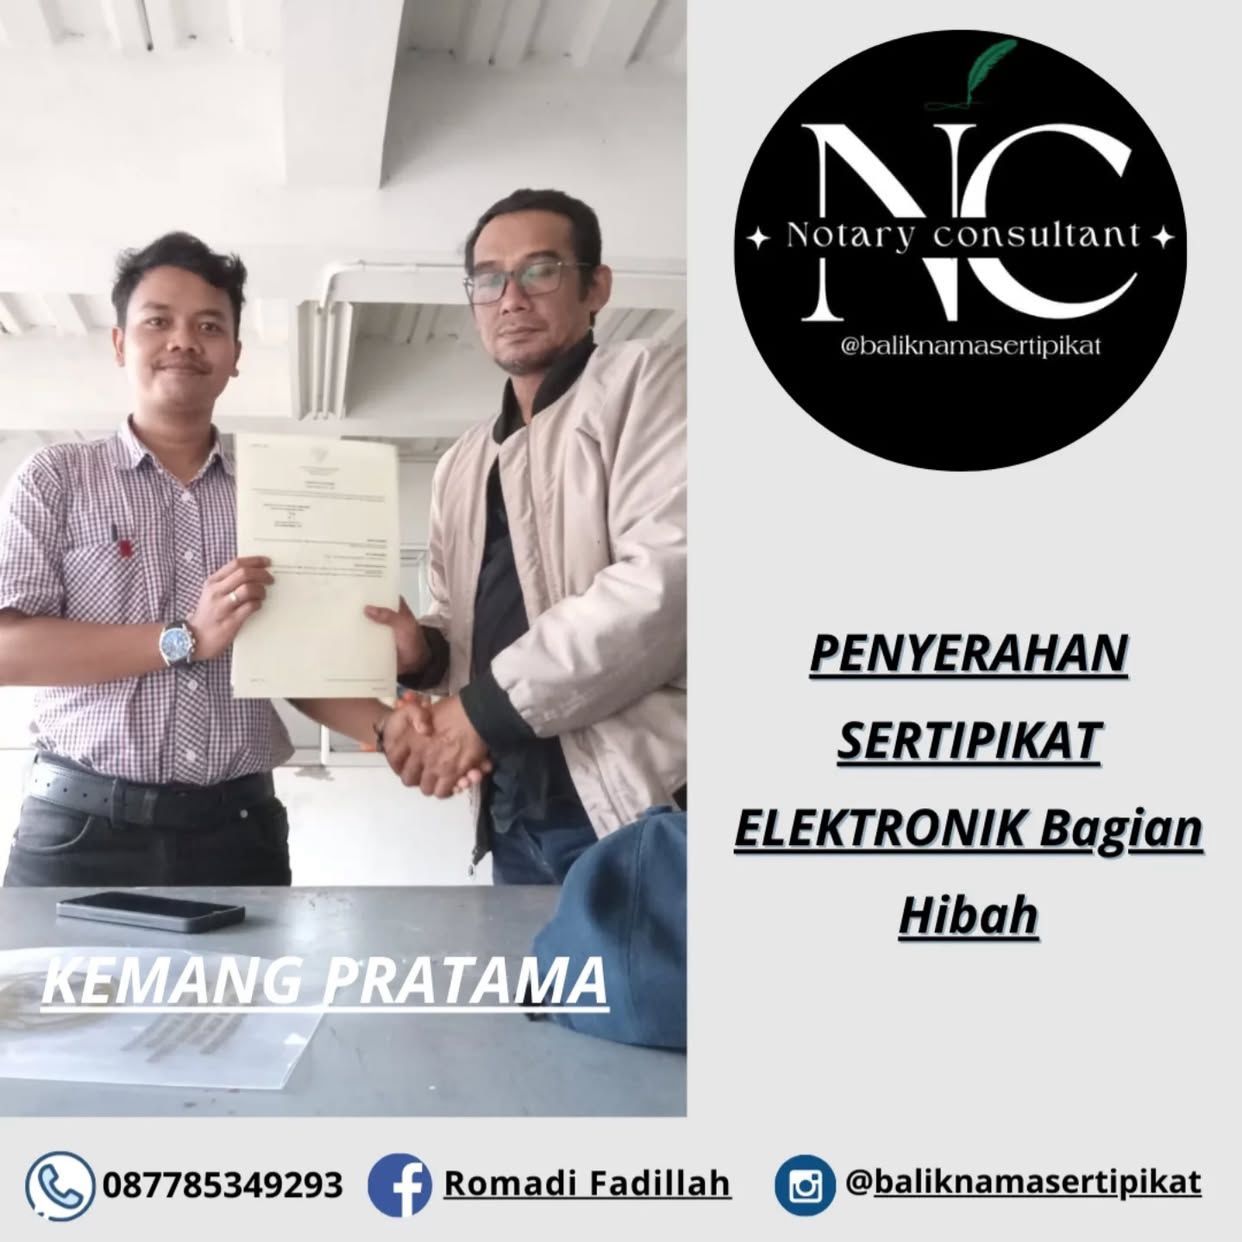 NC
Notary consultant
@baliknamasertipikat
PENYERAHAN
SERTIPIKAT
ELEKTRONIK Bagian
Hibah
KEMANG PRATAMA
087785349293
Romadi Fadillah
@baliknamasertipikat